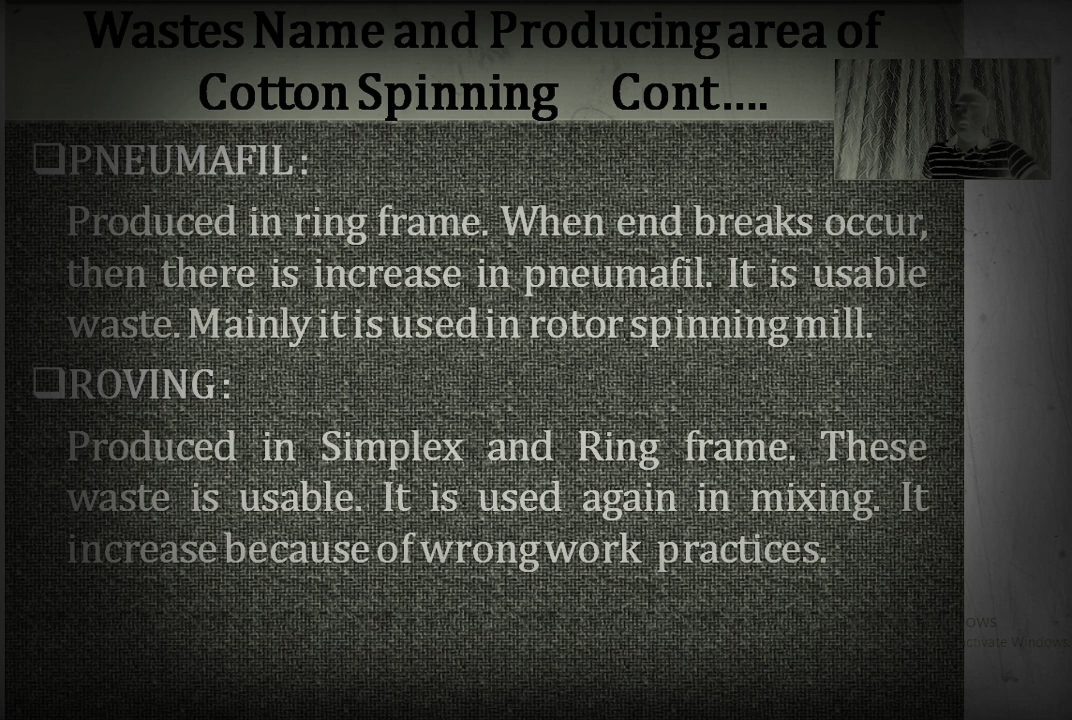 Wastes Name and Producing area of
Cotton Spinning Cont....
❑PNEUMAFIL:
Produced in ring frame. When end breaks occur,
then there is increase in pneumafil. It is usable
waste. Mainly it is used in rotor spinning mill.
❑ROVING:
Produced in Simplex and Ring frame. These
waste is usable. It is used again in mixing. It
increase because of wrong work practices.
Windows